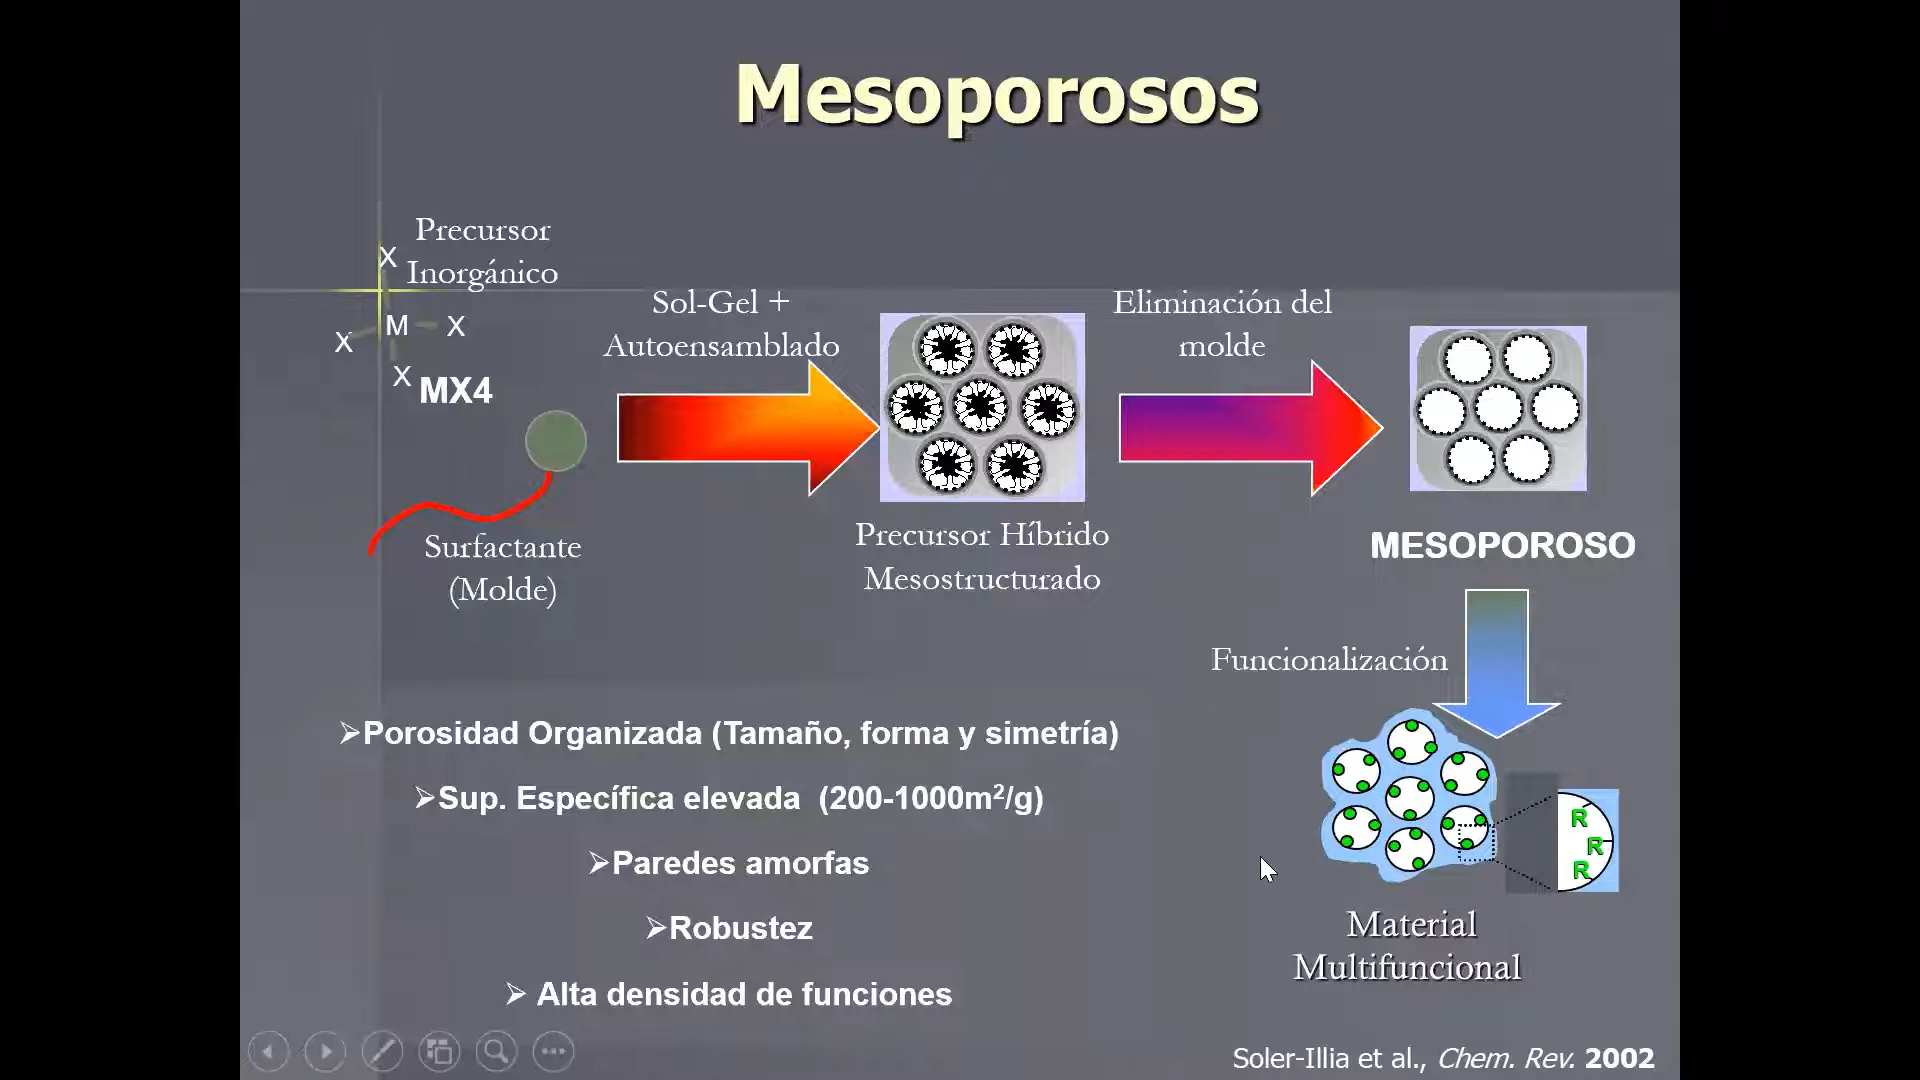 Mesoporosos
Precursor
Inorgánico
X
X
M
X
X
MX4
Surfactante
(Molde)
Sol-Gel +
Autoensamblado
Precursor Híbrido
Mesostructurado
Eliminación del
molde
MESOPOROSO
Funcionalización
R
R
R
Material
Multifuncional
➢Porosidad Organizada (Tamaño, forma y simetría)
➢Sup. Específica elevada (200-1000m²/g)
➢Paredes amorfas
➢Robustez
➢ Alta densidad de funciones
Soler-Illia et al., Chem. Rev. 2002